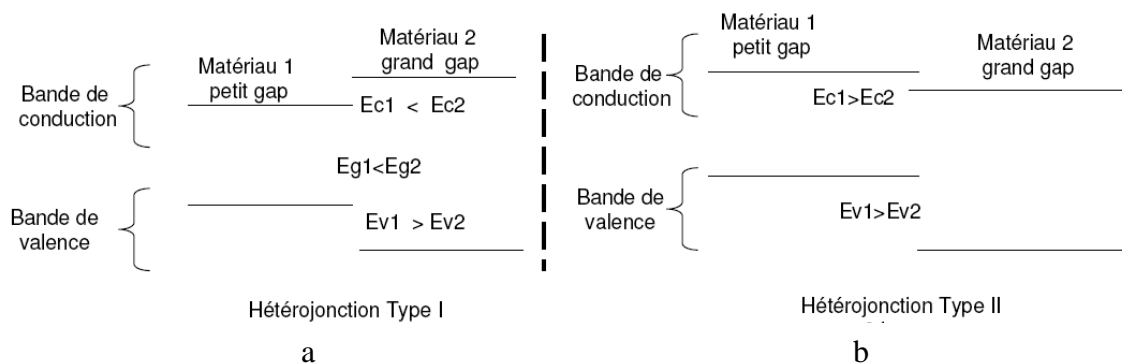 Matériau 1
petit gap
Matériau 2
grand gap
Bande de
conduction
Ec1 < Ec2
Eg1<Eg2
Bande de
valence
Ev1 > Ev2
Hétérojonction Type I
a
Matériau 1
petit gap
Matériau 2
grand gap
Bande de
conduction
Ec1>Ec2
Bande de
valence
Ev1>Ev2
Hétérojonction Type II
b